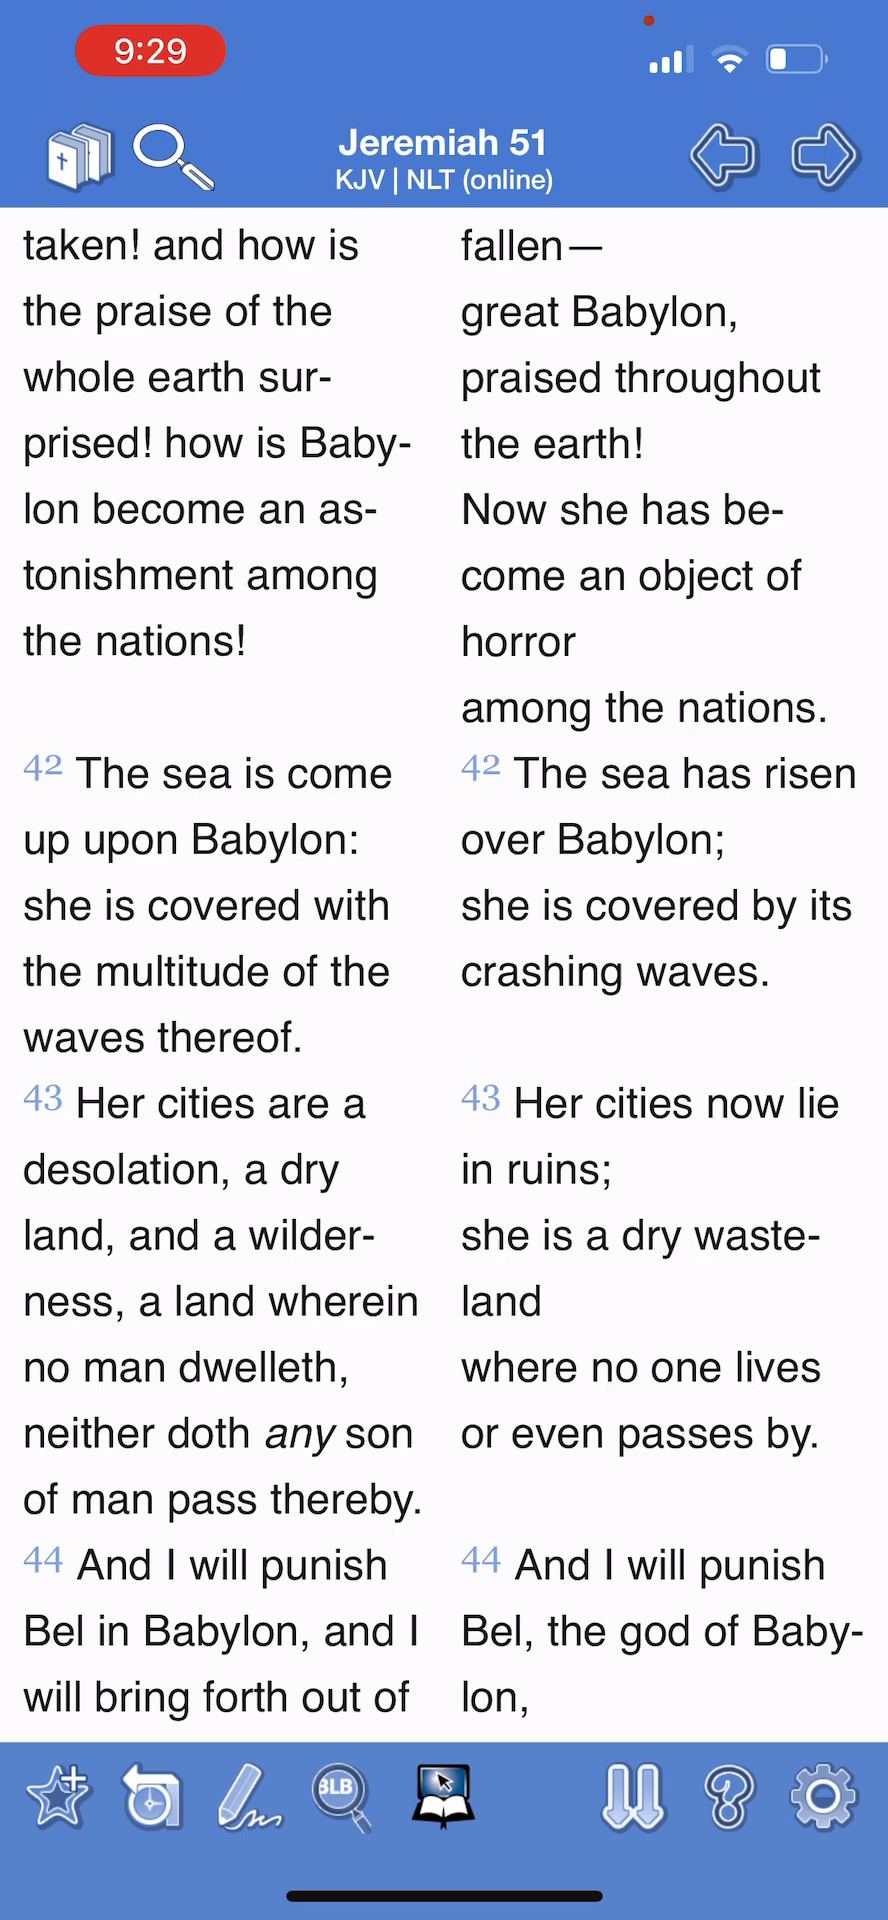 9:29
Jeremiah 51
KJV | NLT (online)
taken! and how is
the praise of the
whole earth sur-
prised! how is Baby-
lon become an as-
tonishment among
the nations!
42 The sea is come
up upon Babylon:
she is covered with
the multitude of the
waves thereof.
43 Her cities are a
desolation, a dry
land, and a wilder-
ness, a land wherein
no man dwelleth,
neither doth any son
of man pass thereby.
44 And I will punish
Bel in Babylon, and I
will bring forth out of
fallen—
great Babylon,
praised throughout
the earth!
Now she has be-
come an object of
horror
among the nations.
42 The sea has risen
over Babylon;
she is covered by its
crashing waves.
43 Her cities now lie
in ruins;
she is a dry waste-
land
where no one lives
or even passes by.
44 And I will punish
Bel, the god of Baby-
lon,
BLB